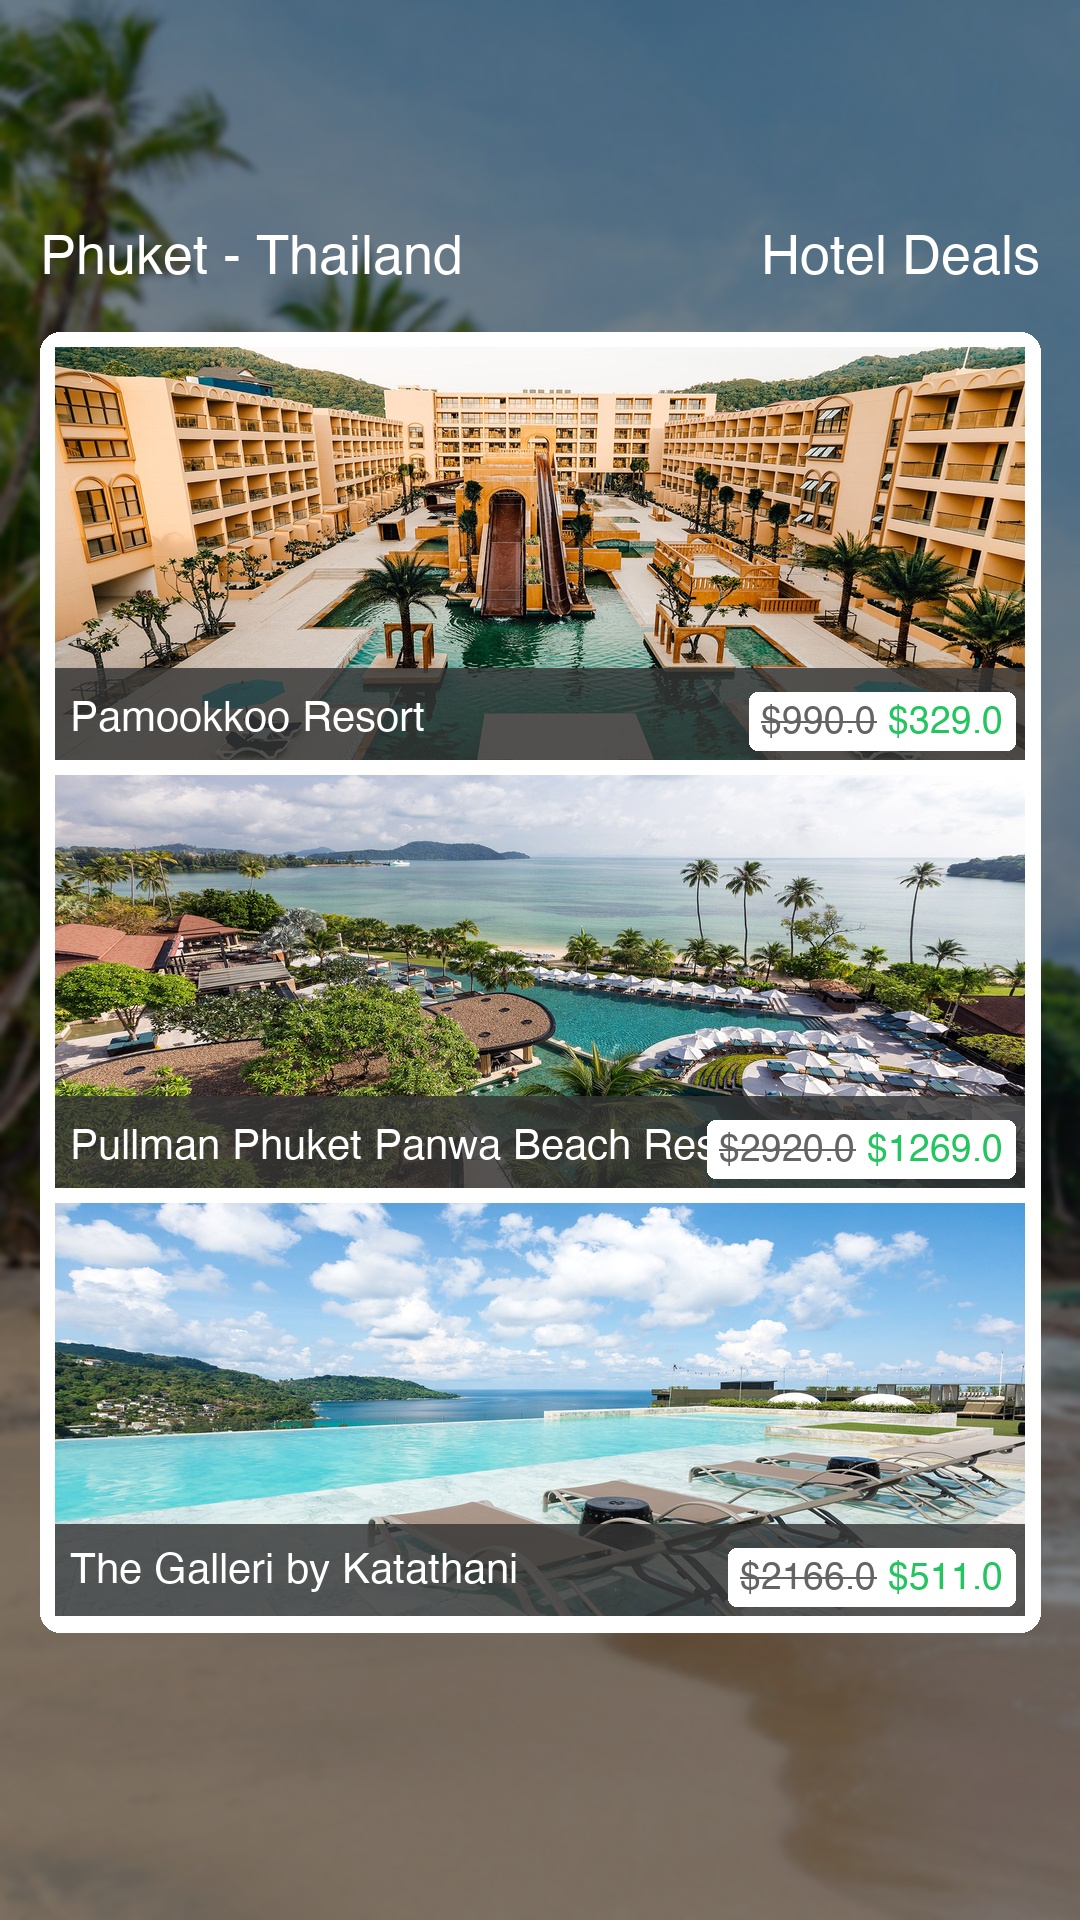 Phuket - Thailand
Hotel Deals
Pamookkoo Resort
$990.0 $329.0
Pullman Phuket Panwa Beach Res
$2920.0 $1269.0
The Galleri by Katathani
$2166.0 $511.0